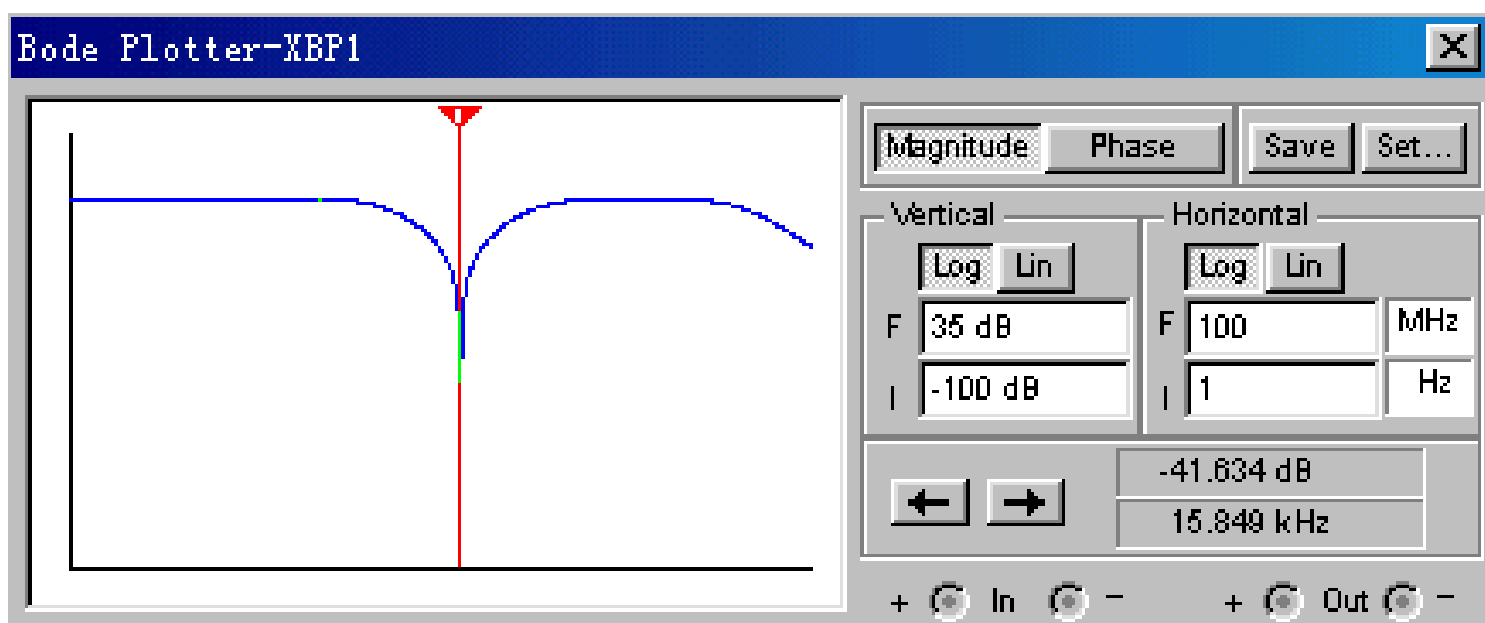 Bode Plotter-XBP1
Magnitude Phase Save Set...
Vertical Horizontal
Log Lin Log Lin
F 35 dB F 100 MHz
I -100 dB I 1 Hz
-41.634 dB
15.849 kHz
+ In - + Out -